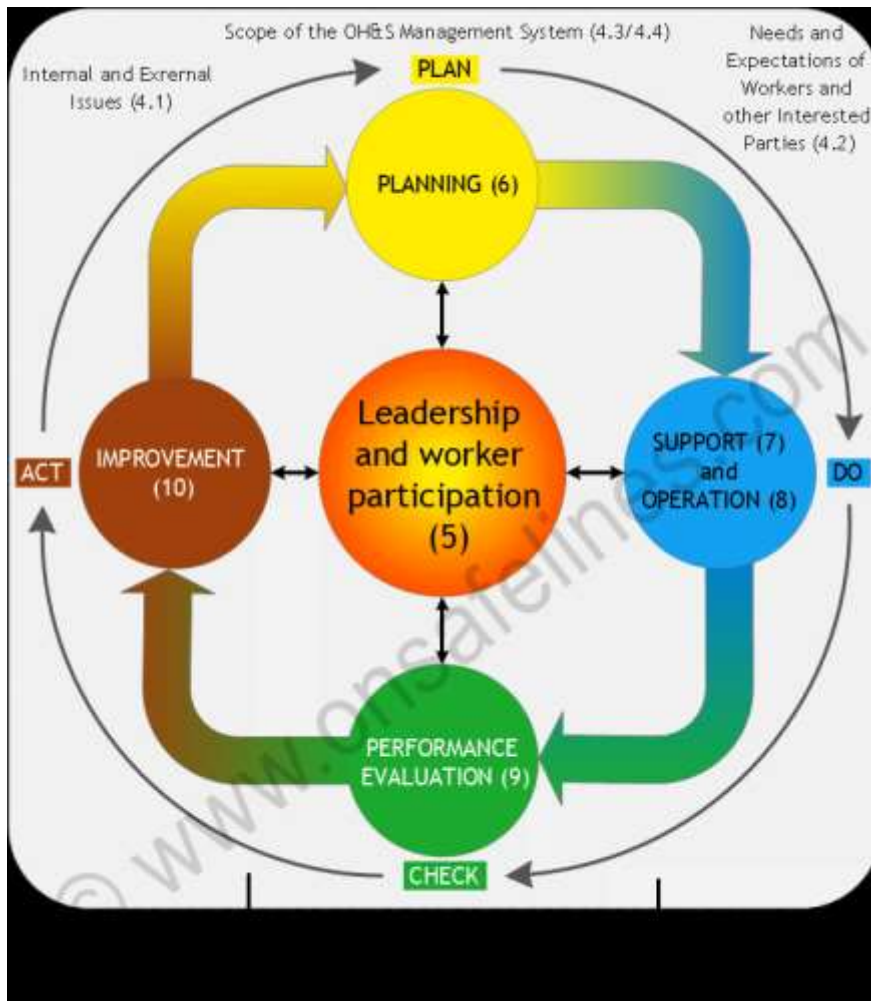 Scope of the OH&S Management System (4.3/4.4)
Internal and Exrernal
Issues (4.1)
PLAN
Needs and
Expectations of
Workers and
other Interested
Parties (4.2)
PLANNING (6)
Leadership
and worker
participation
(5)
ACT
IMPROVEMENT
(10)
SUPPORT (7)
and
OPERATION (8)
DO
PERFORMANCE
EVALUATION (9)
CHECK
© www.onsafelines.com